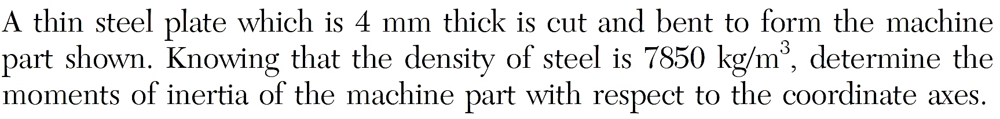 A thin steel plate which is 4 mm thick is cut and bent to form the machine
part shown. Knowing that the density of steel is 7850 kg/m³, determine the
moments of inertia of the machine part with respect to the coordinate axes.